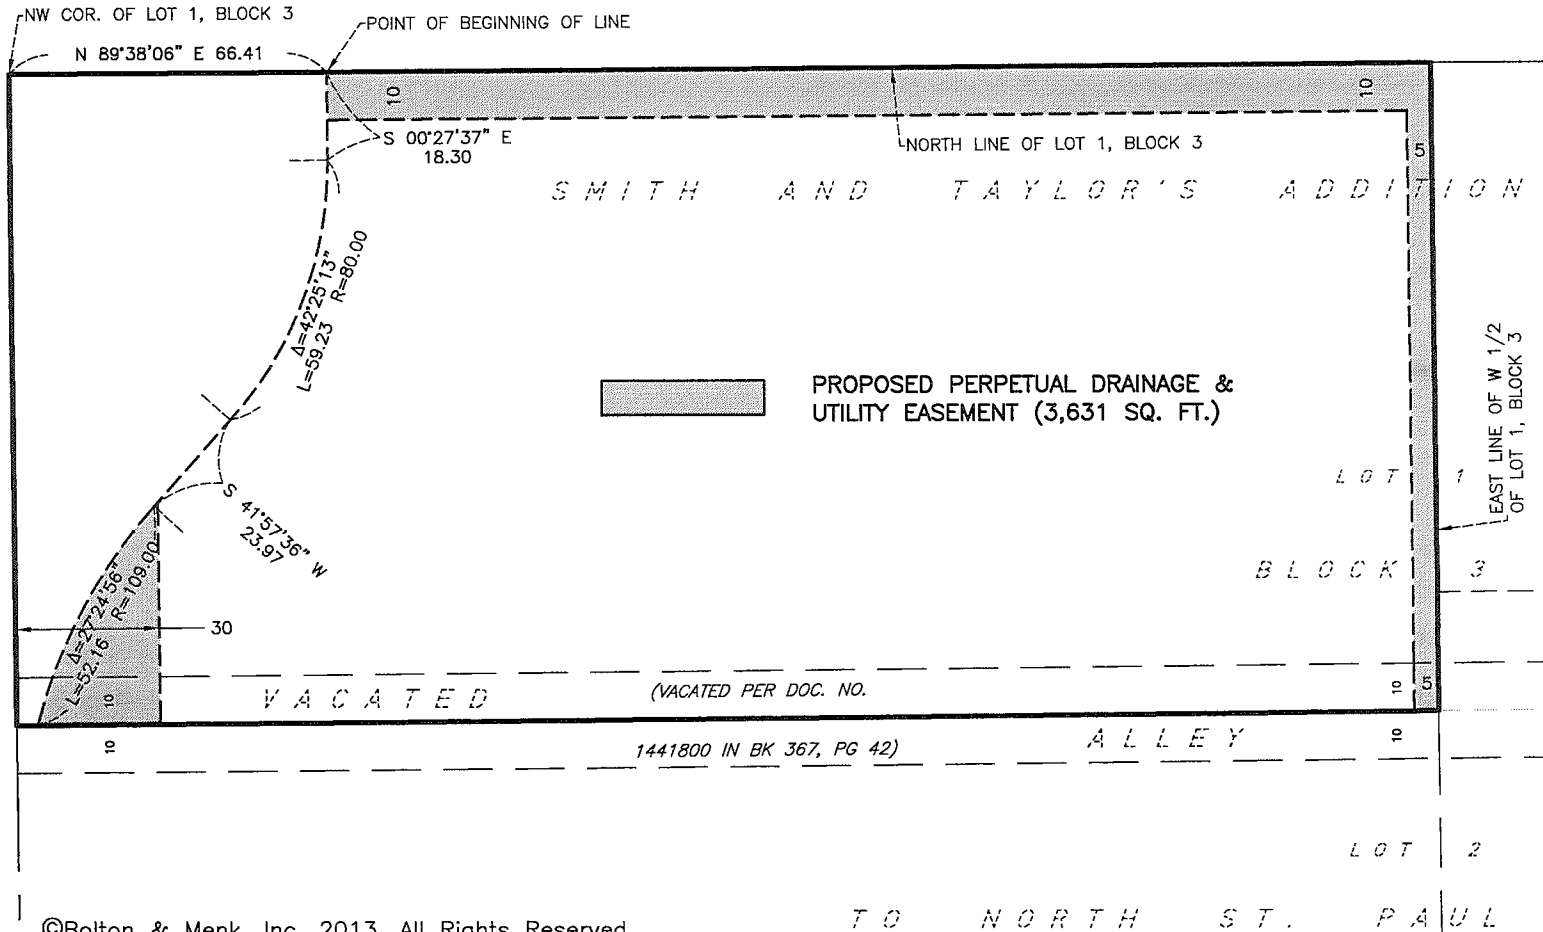 NW COR. OF LOT 1, BLOCK 3
POINT OF BEGINNING OF LINE
N 89°38'06" E 66.41
10
10
S 00°27'37" E
18.30
NORTH LINE OF LOT 1, BLOCK 3
5
SMITH AND TAYLOR'S ADDITION
Δ=42°25'13"
L=59.23 R=80.00
PROPOSED PERPETUAL DRAINAGE &
UTILITY EASEMENT (3,631 SQ. FT.)
EAST LINE OF W 1/2
OF LOT 1, BLOCK 3
LOT 1
S 41°57'36" W
23.97
BLOCK 3
Δ=27°24'56"
L=52.16 R=109.00
30
10
VACATED
(VACATED PER DOC. NO.
10
5
10
1441800 IN BK 367, PG 42)
ALLEY
10
LOT 2
©Bolton & Menk, Inc. 2013, All Rights Reserved
TO NORTH ST. PAUL